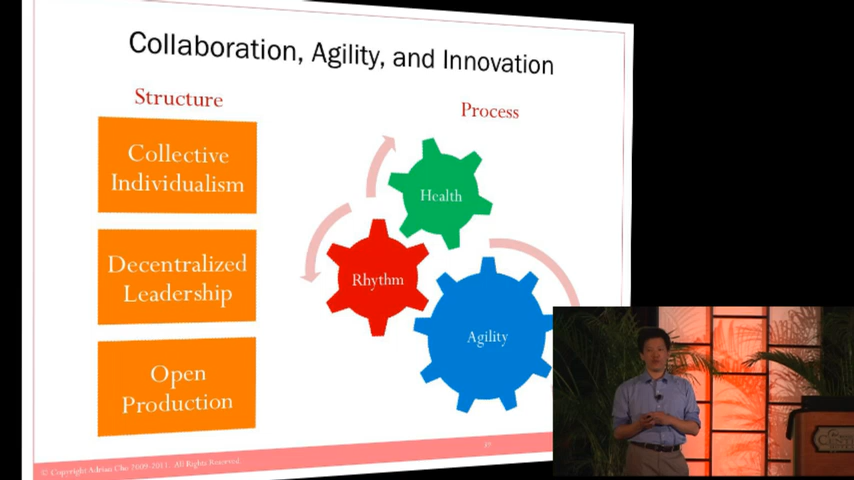 Collaboration, Agility, and Innovation
Structure
Process
Collective
Individualism
Decentralized
Leadership
Open
Production
Health
Rhythm
Agility
© Copyright Adrian Cho 2009-2011. All Rights Reserved.